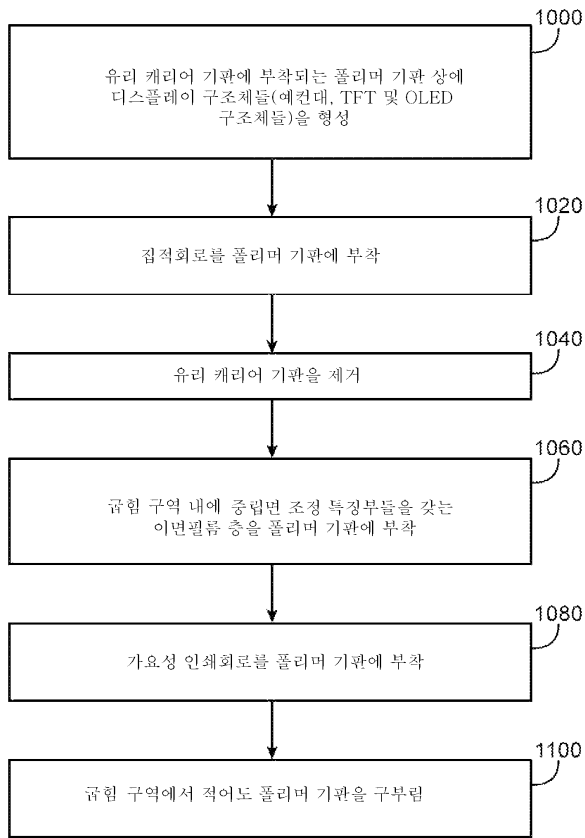 1000
유리 캐리어 기판에 부착되는 폴리머 기판 상에
디스플레이 구조체들(예컨대, TFT 및 OLED
구조체들)을 형성
1020
집적회로를 폴리머 기판에 부착
1040
유리 캐리어 기판을 제거
1060
굽힘 구역 내에 중립면 조정 특징부들을 갖는
이면필름 층을 폴리머 기판에 부착
1080
가요성 인쇄회로를 폴리머 기판에 부착
1100
굽힘 구역에서 적어도 폴리머 기판을 구부림